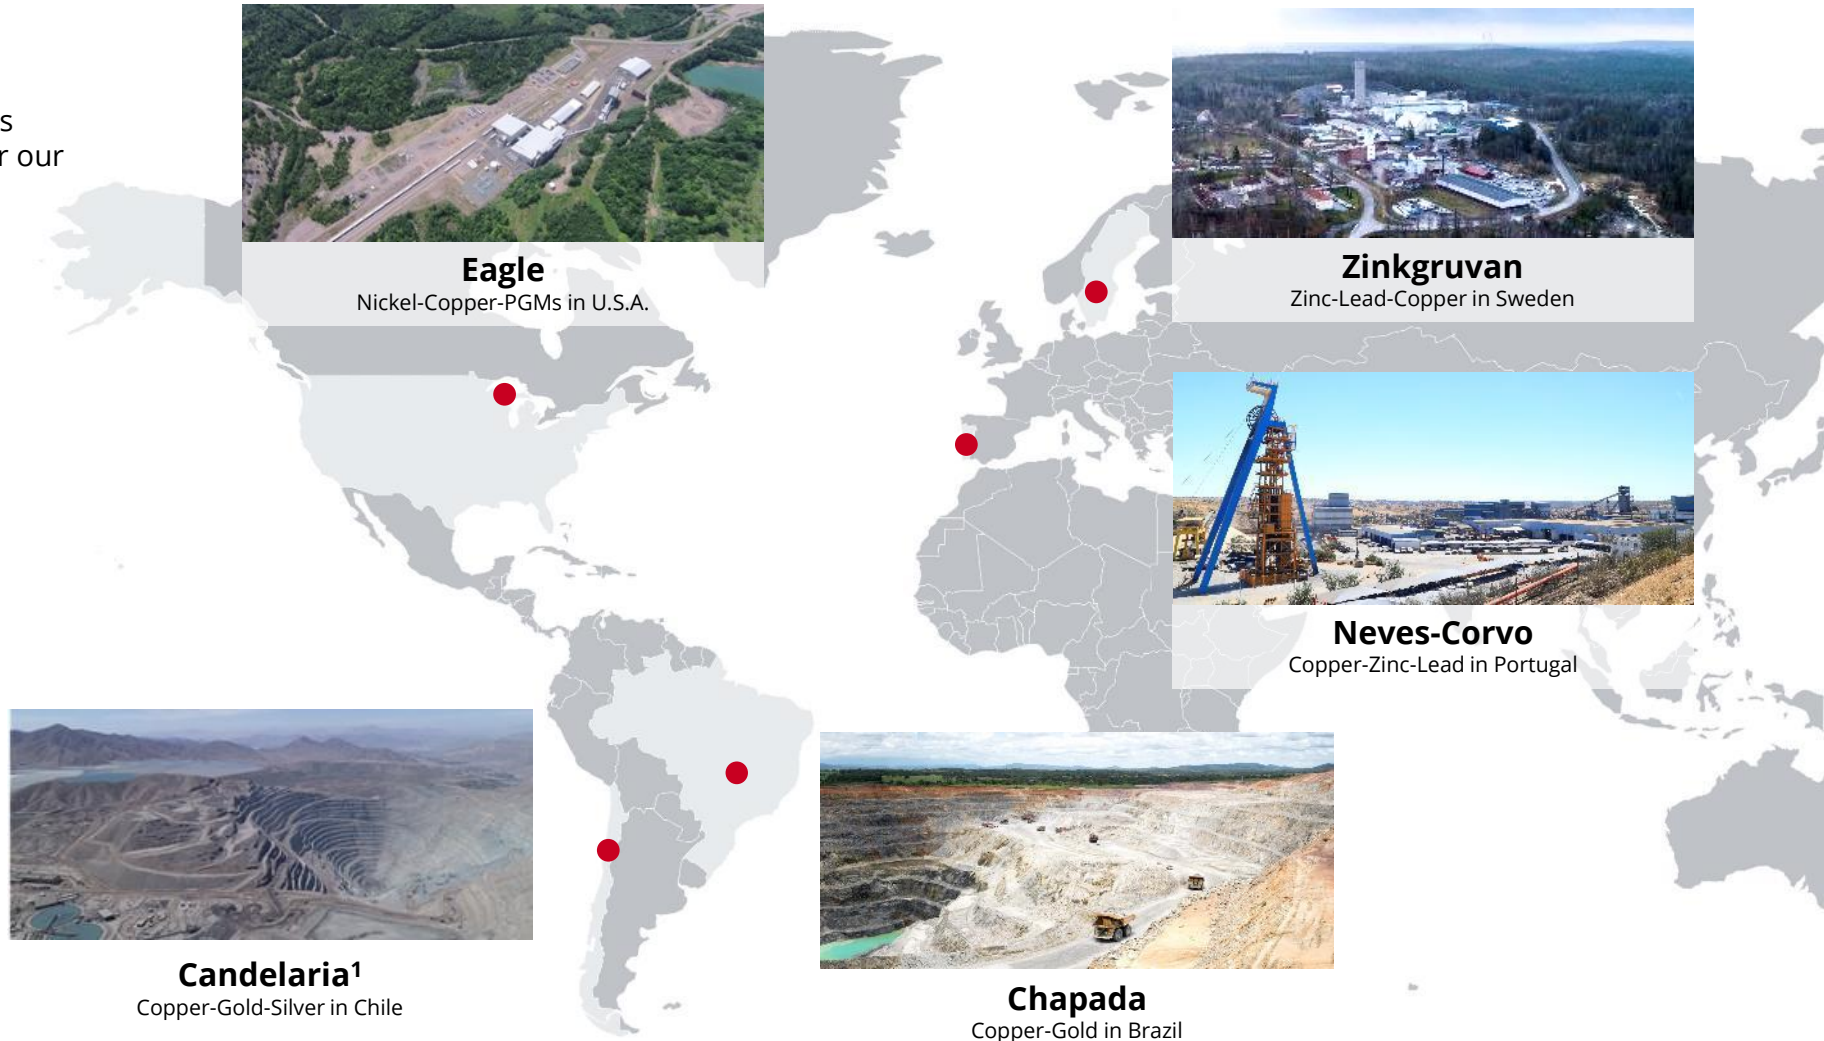 s
r our
Eagle
Nickel-Copper-PGMs in U.S.A.
Zinkgruvan
Zinc-Lead-Copper in Sweden
Neves-Corvo
Copper-Zinc-Lead in Portugal
Candelaria¹
Copper-Gold-Silver in Chile
Chapada
Copper-Gold in Brazil